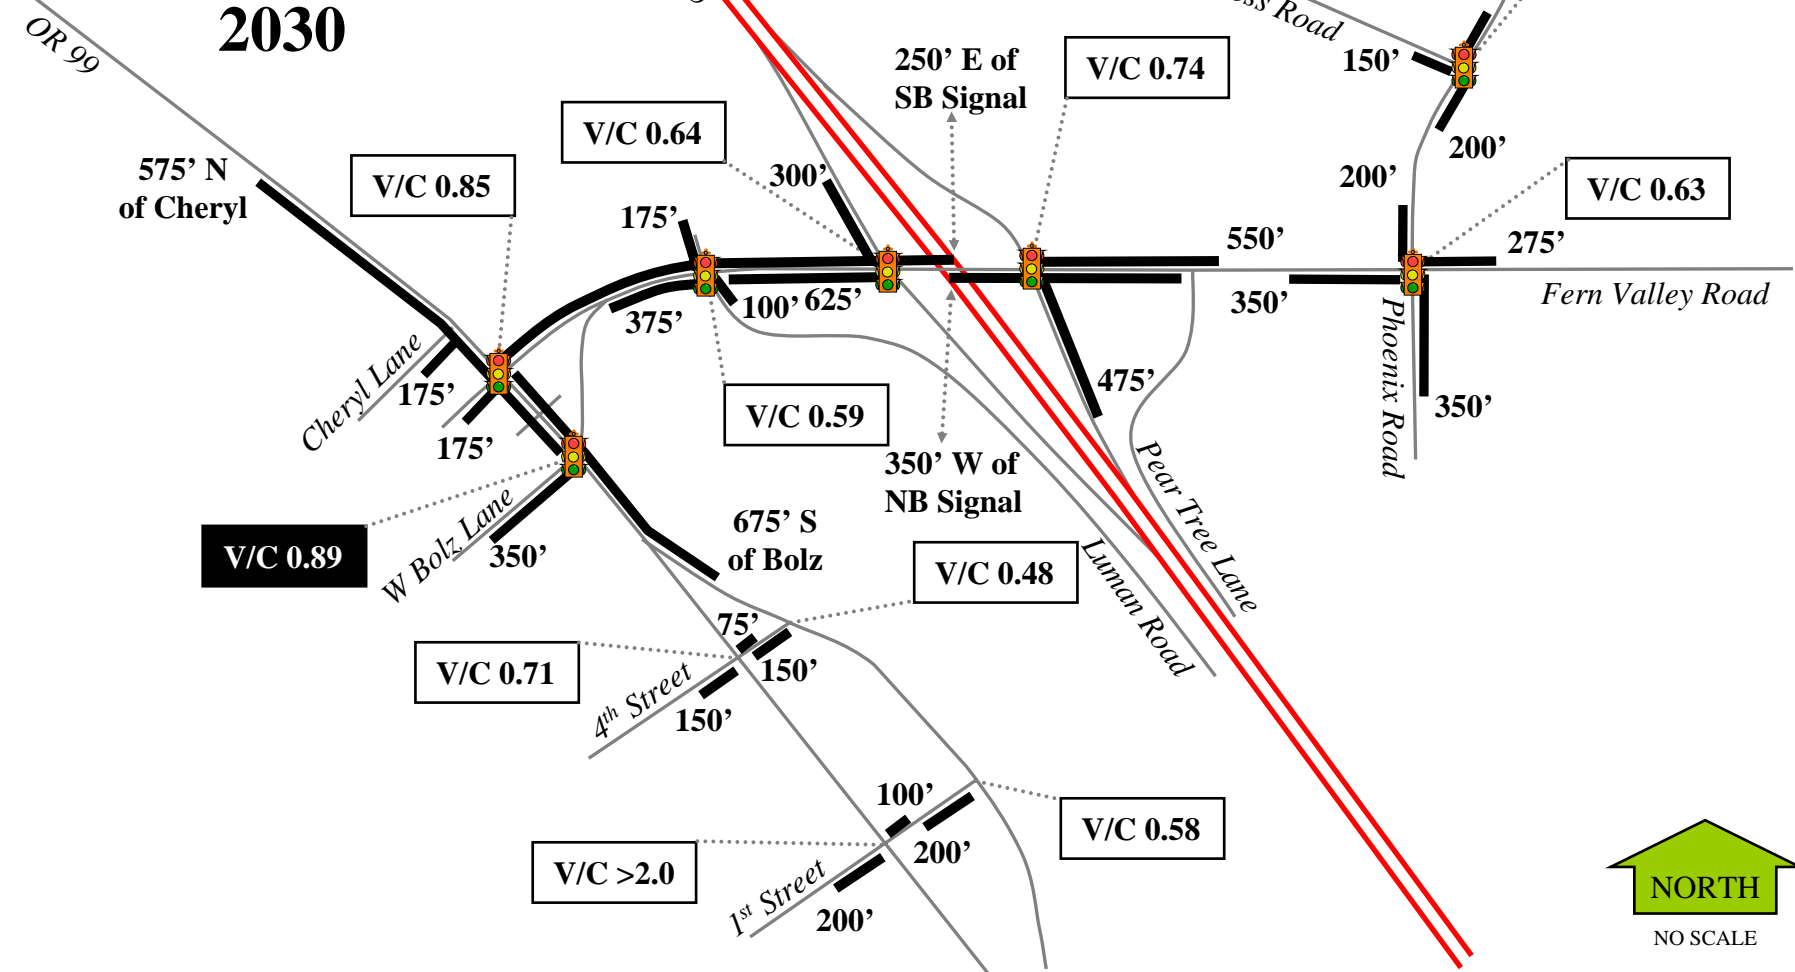 2030
OR 99
ss Road
150’
200’
250’ E of
SB Signal
V/C 0.74
V/C 0.64
575’ N
of Cheryl
V/C 0.85
300’
175’
200’
V/C 0.63
550’
275’
100’
625’
375’
350’
Fern Valley Road
Cheryl Lane
175’
175’
V/C 0.59
475’
Phoenix Road
350’
350’ W of
NB Signal
Pear Tree Lane
W Bolz Lane
V/C 0.89
350’
675’ S
of Bolz
V/C 0.48
Luman Road
75’
150’
V/C 0.71
4th Street
150’
100’
200’
V/C 0.58
V/C >2.0
1st Street
200’
NORTH
NO SCALE